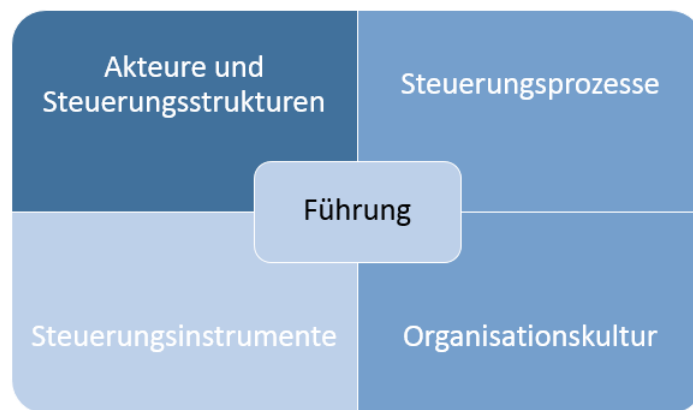 Akteure und
Steuerungsstrukturen
Steuerungsprozesse
Führung
Steuerungsinstrumente
Organisationskultur